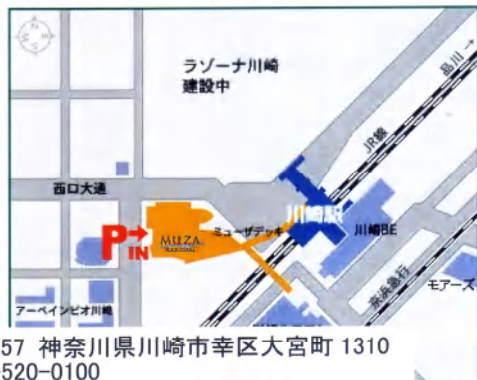 ラゾーナ川崎
建設中
品川→
JR線
西口大通
川崎駅
ミューザデッキ
川崎BE
MUZA
P→
IN
京浜急行
モアーズ
アーベインビオ川崎
57 神奈川県川崎市幸区大宮町 1310
-520-0100